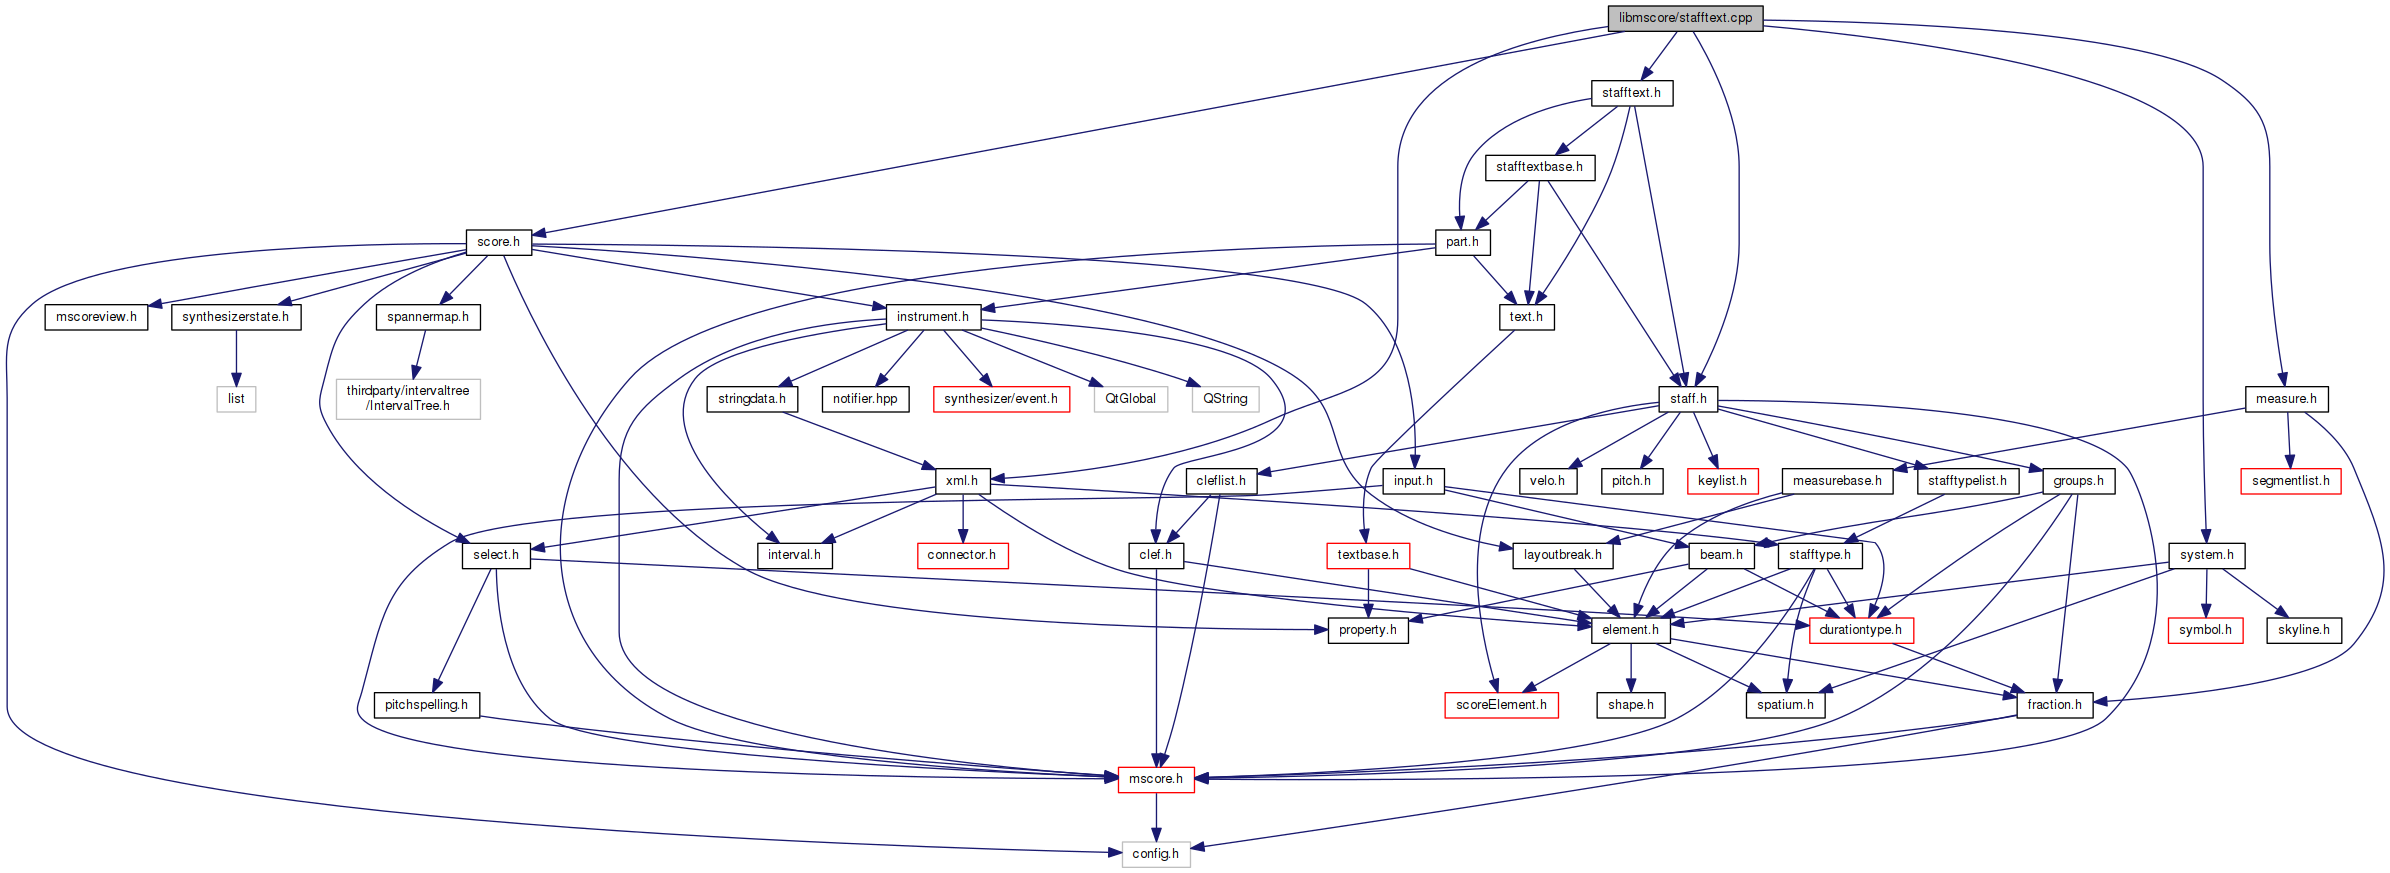 libmscore/stafftext.cpp
stafftext.h
stafftextbase.h
score.h
part.h
mscoreview.h
synthesizerstate.h
spannermap.h
instrument.h
text.h
list
thirdparty/intervaltree
/IntervalTree.h
stringdata.h
notifier.hpp
synthesizer/event.h
QtGlobal
QString
staff.h
measure.h
xml.h
cleflist.h
input.h
velo.h
pitch.h
keylist.h
measurebase.h
stafftypelist.h
groups.h
segmentlist.h
select.h
interval.h
connector.h
clef.h
textbase.h
layoutbreak.h
beam.h
stafftype.h
system.h
property.h
element.h
durationtype.h
symbol.h
skyline.h
pitchspelling.h
scoreElement.h
shape.h
spatium.h
fraction.h
mscore.h
config.h